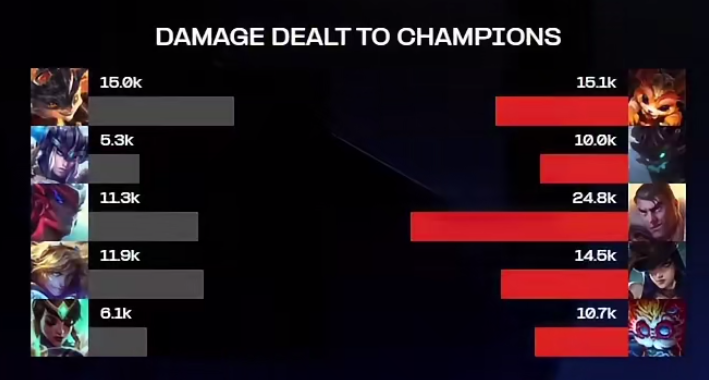 DAMAGE DEALT TO CHAMPIONS
15.0k 15.1k
5.3k 10.0k
11.3k 24.8k
11.9k 14.5k
6.1k 10.7k